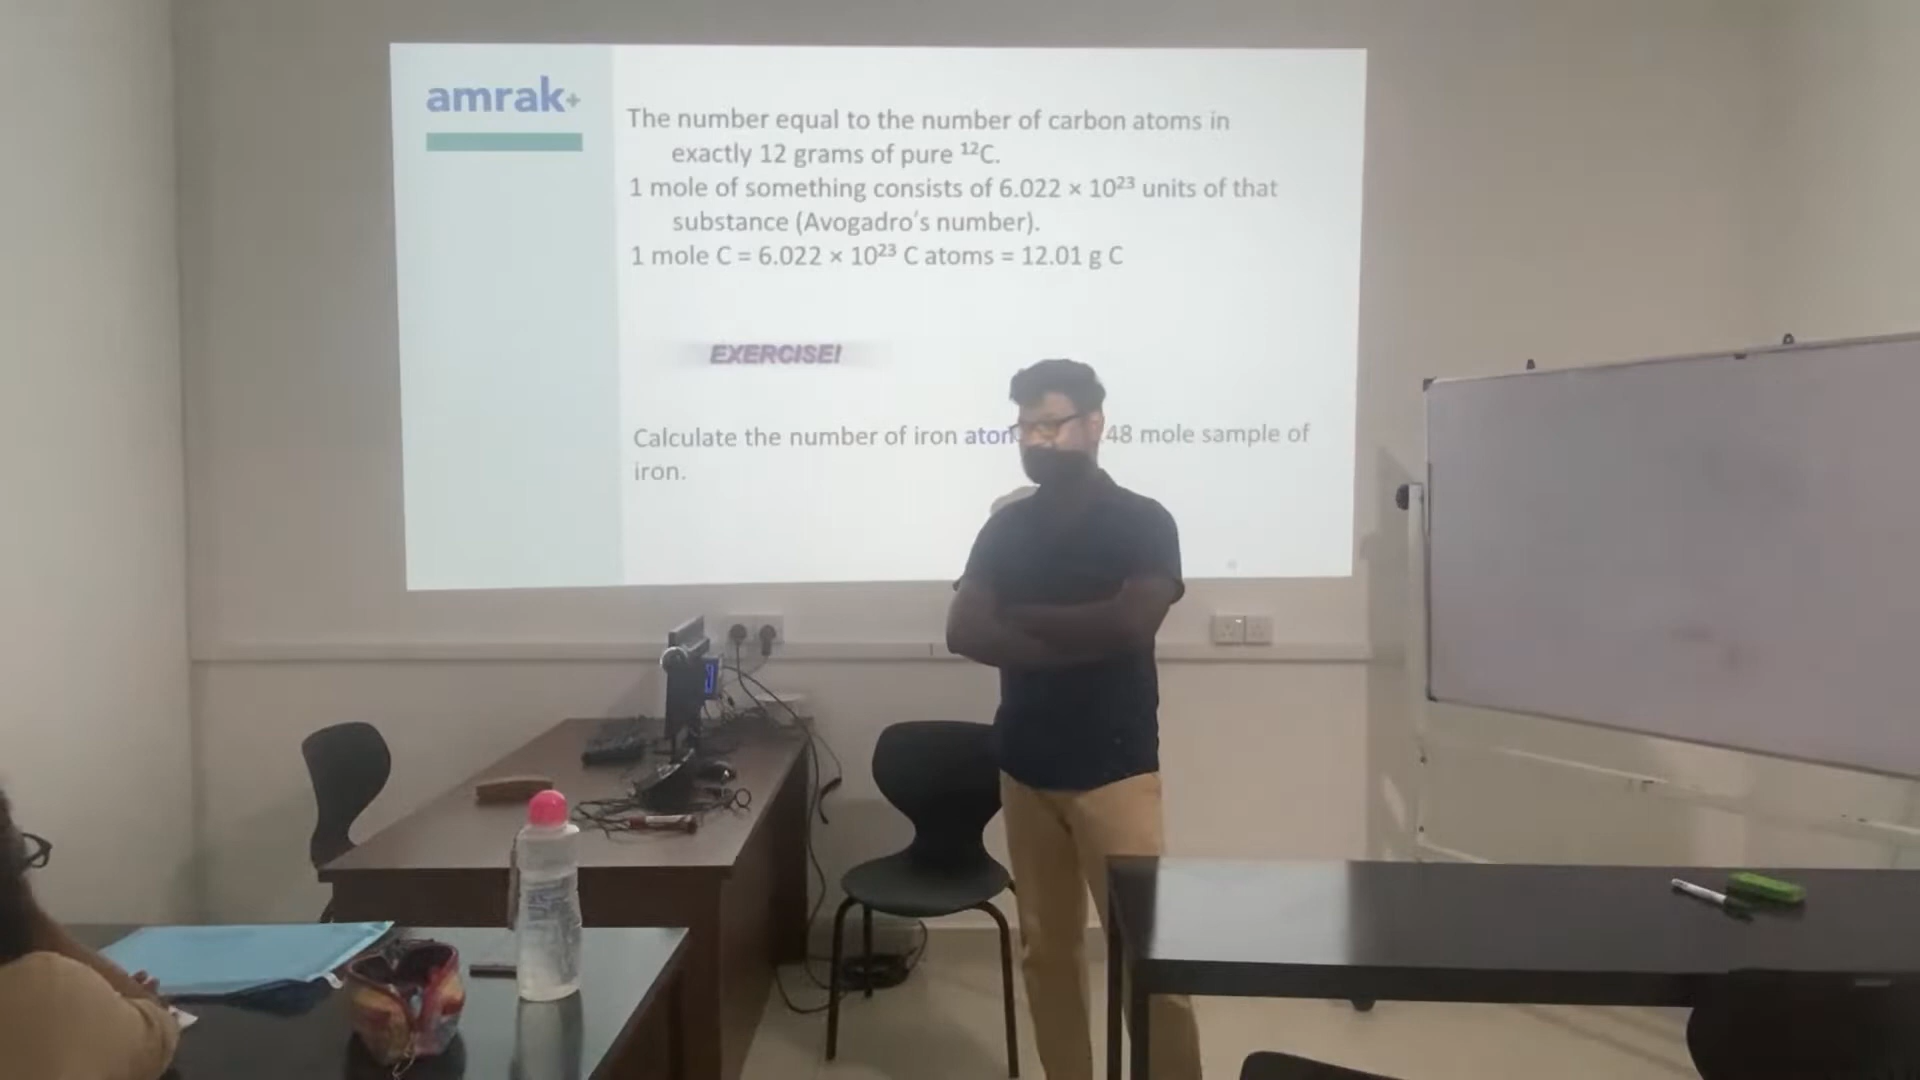 amrak+
The number equal to the number of carbon atoms in
exactly 12 grams of pure ¹²C.
1 mole of something consists of 6.022 × 10²³ units of that
substance (Avogadro's number).
1 mole C = 6.022 × 10²³ C atoms = 12.01 g C
EXERCISE!
Calculate the number of iron atom 48 mole sample of
iron.